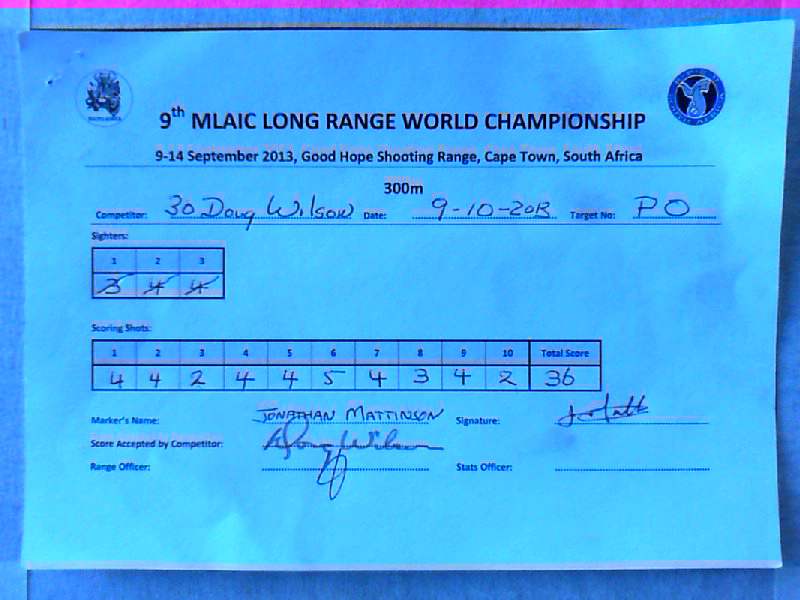 9th MLAIC LONG RANGE WORLD CHAMPIONSHIP
9-14 September 2013, Good Hope Shooting Range, Cape Town, South Africa
300m
Competitor: 30 Doug Wilson Date: 9-10-2013 Target No: PO
Sighters:
1 2 3
3 4 4
Scoring Shots:
1 2 3 4 5 6 7 8 9 10 Total Score
4 4 2 4 4 5 4 3 4 2 36
Marker's Name: JONATHAN MATTINSON Signature:
Score Accepted by Competitor: Doug Wilson
Range Officer: Stats Officer: